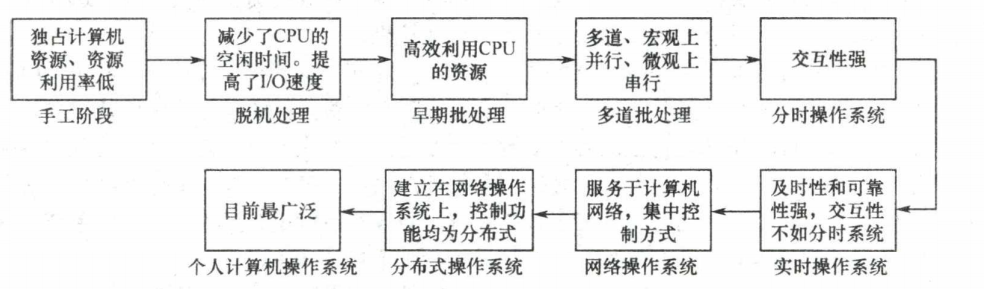 独占计算机
资源、资源
利用率低
手工阶段
减少了CPU的
空闲时间。提
高了I/O速度
脱机处理
高效利用CPU
的资源
早期批处理
多道、宏观上
并行、微观上
串行
多道批处理
交互性强
分时操作系统
及时性和可靠
性强，交互性
不如分时系统
实时操作系统
服务于计算机
网络，集中控
制方式
网络操作系统
建立在网络操作
系统上，控制功
能均为分布式
分布式操作系统
目前最广泛
个人计算机操作系统